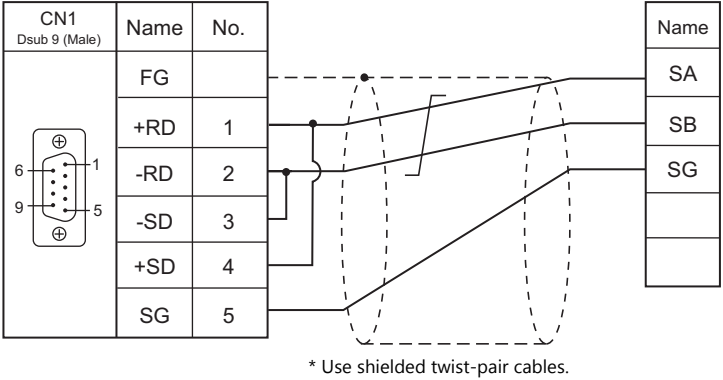 CN1
Dsub 9 (Male)
Name No.
Name
FG
SA
+RD 1
SB
-RD 2
SG
-SD 3
+SD 4
SG 5
6
1
9
5
* Use shielded twist-pair cables.